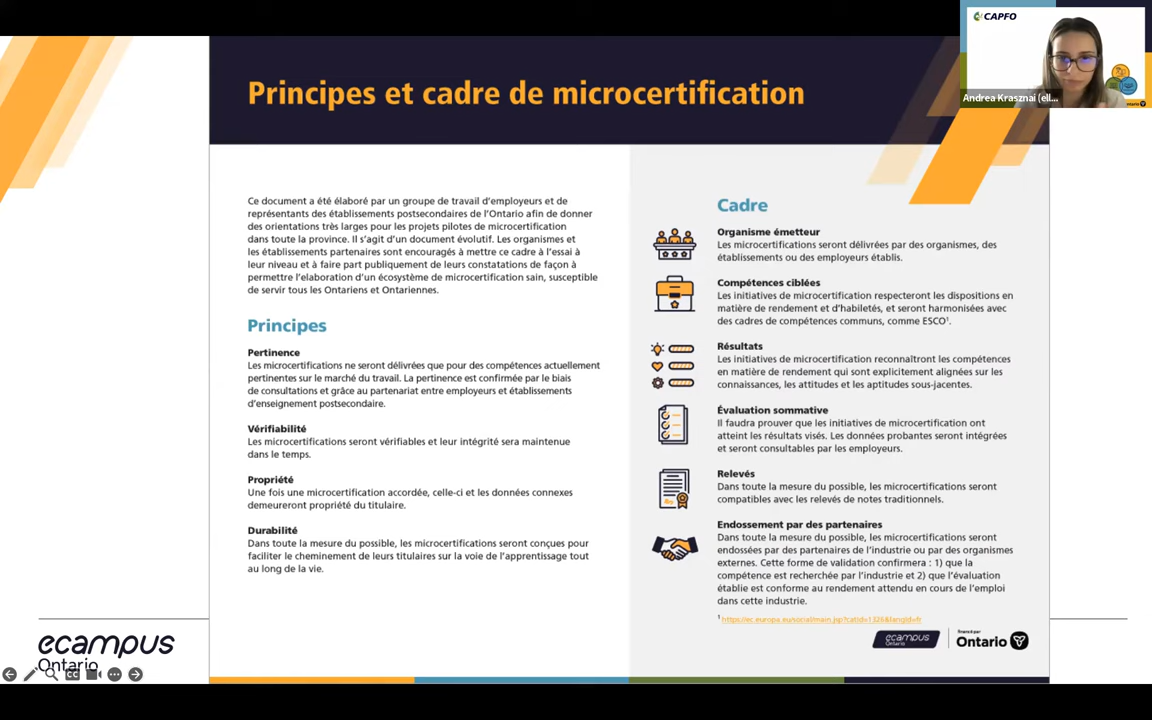 CAPFO
Andrea Krasznai (ell...
Principes et cadre de microcertification
Ce document a été élaboré par un groupe de travail d'employeurs et de
représentants des établissements postsecondaires de l'Ontario afin de donner
des orientations très larges pour les projets pilotes de microcertification
dans toute la province. Il s'agit d'un document évolutif. Les organismes et
les établissements partenaires sont encouragés à mettre ce cadre à l'essai à
leur niveau et à faire part publiquement de leurs constatations de façon à
permettre l'elaboration d'un écosystème de microcertification sain, susceptible
de servir tous les Ontariens et Ontariennes.
Principes
Pertinence
Les microcertifications ne seront délivrées que pour des compétences actuellement
pertinentes sur le marché du travail. La pertinence est confirmée par le biais
de consultations et grâce au partenariat entre employeurs et établissements
d'enseignement postsecondaire.
Vérifiabilité
Les microcertifications seront vérifiables et leur intégrité sera maintenue
dans le temps.
Propriété
Une fois une microcertification accordée, celle-ci et les données connexes
demeureront propriété du titulaire.
Durabilité
Dans toute la mesure du possible, les microcertifications seront conçues pour
faciliter le cheminement de leurs titulaires sur la voie de l'apprentissage tout
au long de la vie.
Cadre
Organisme émetteur
Les microcertifications seront délivrées par des organismes, des
établissements ou des employeurs établis.
Compétences ciblées
Les initiatives de microcertification respecteront les dispositions en
matière de rendement et d'habiletés, et seront harmonisées avec
des cadres de compétences communs, comme ESCO¹.
Résultats
Les initiatives de microcertification reconnaîtront les compétences
en matière de rendement qui sont explicitement alignées sur les
connaissances, les attitudes et les aptitudes sous-jacentes.
Évaluation sommative
Il faudra prouver que les initiatives de microcertification ont
atteint les résultats visés. Les données probantes seront intégrées
et seront consultables par les employeurs.
Relevés
Dans toute la mesure du possible, les microcertifications seront
compatibles avec les relevés de notes traditionnels.
Endossement par des partenaires
Dans toute la mesure du possible, les microcertifications seront
endossées par des partenaires de l'industrie ou par des organismes
externes. Cette forme de validation confirmera : 1) que la
compétence est recherchée par l'industrie et 2) que l'évaluation
établie est conforme au rendement attendu en cours de l'emploi
dans cette industrie.
¹ https://ec.europa.eu/social/main.jsp?catId=1326&langId=fr
ecampus
Ontario
financé par
Ontario
ecampus
Ontario
CC